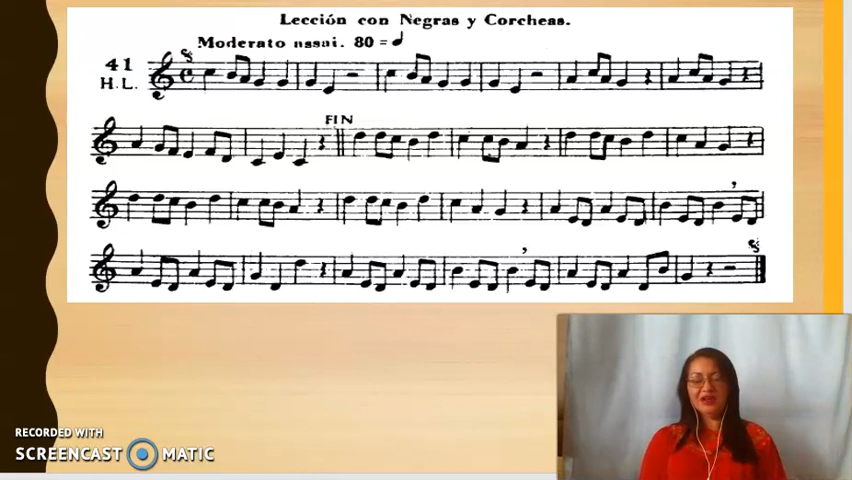 Lección con Negras y Corcheas.
Moderato assai. 80 =
41
H.L.
FIN
RECORDED WITH
SCREENCAST MATIC